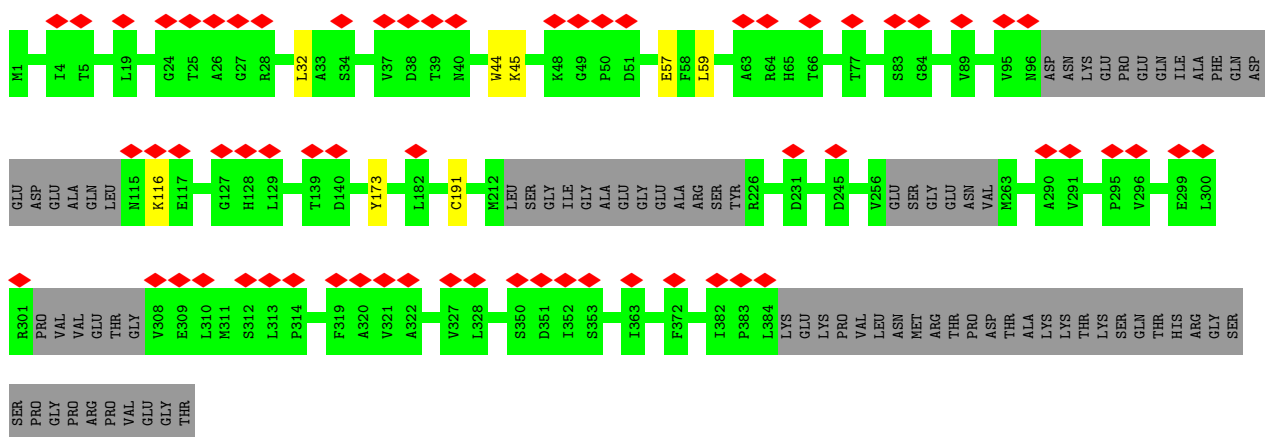 M1 I4 T5 L19 G24 T25 A26 G27 R28 L32 A33 S34 V37 D38 T39 N40 W44 K45 K48 G49 P50 D51 E57 F58 L59 A63 R64 H65 T66 T77 S83 G84 V89 V95 N96 ASP ASN LYS GLU PRO GLU GLN ILE ALA PHE GLN ASP
GLU ASP GLU ALA GLN LEU N115 K116 E117 G127 H128 L129 T139 D140 Y173 L182 C191 M212 LEU SER GLY ILE GLY ALA GLU GLY GLU ALA ARG SER TYR R226 D231 D245 V256 GLU SER GLY GLU ASN VAL M263 A290 V291 P295 V296 E299 L300
R301 PRO VAL VAL GLU THR GLY V308 E309 L310 M311 S312 L313 P314 F319 A320 V321 A322 V327 L328 S350 D351 I352 S353 I363 F372 I382 P383 L384 LYS GLU LYS PRO VAL LEU ASN MET ARG THR PRO ASP THR ALA LYS LYS THR LYS SER GLN THR HIS ARG GLY SER
SER PRO GLY PRO ARG PRO VAL GLU GLY THR